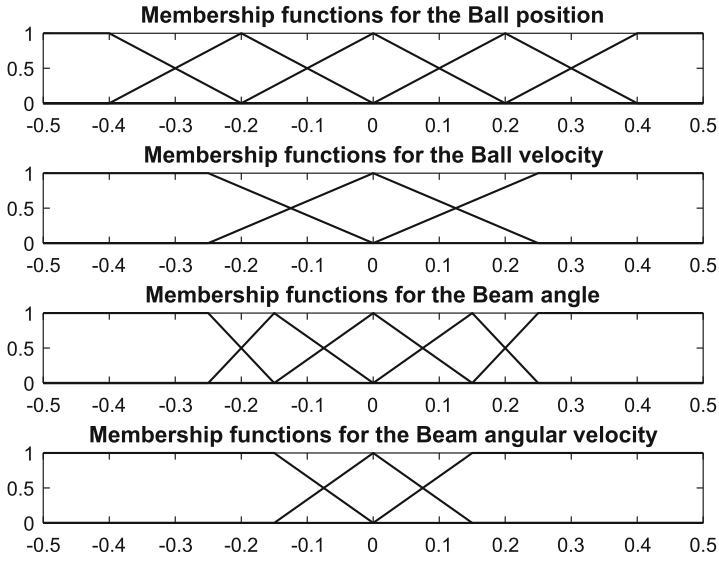 Membership functions for the Ball position
1
0.5
0
-0.5 -0.4 -0.3 -0.2 -0.1 0 0.1 0.2 0.3 0.4 0.5
Membership functions for the Ball velocity
1
0.5
0
-0.5 -0.4 -0.3 -0.2 -0.1 0 0.1 0.2 0.3 0.4 0.5
Membership functions for the Beam angle
1
0.5
0
-0.5 -0.4 -0.3 -0.2 -0.1 0 0.1 0.2 0.3 0.4 0.5
Membership functions for the Beam angular velocity
1
0.5
0
-0.5 -0.4 -0.3 -0.2 -0.1 0 0.1 0.2 0.3 0.4 0.5